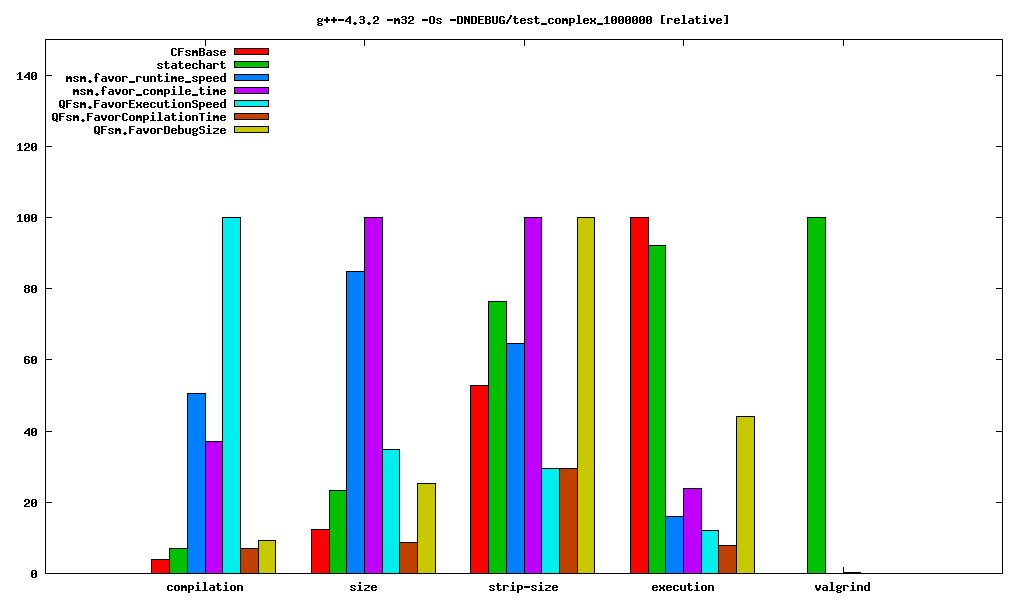 g++-4.3.2 -m32 -Os -DNDEBUG/test_complex_1000000 [relative]
CFsmBase
statechart
msm.favor_runtime_speed
msm.favor_compile_time
QFsm.FavorExecutionSpeed
QFsm.FavorCompilationTime
QFsm.FavorDebugSize
140
120
100
80
60
40
20
0
compilation size strip-size execution valgrind